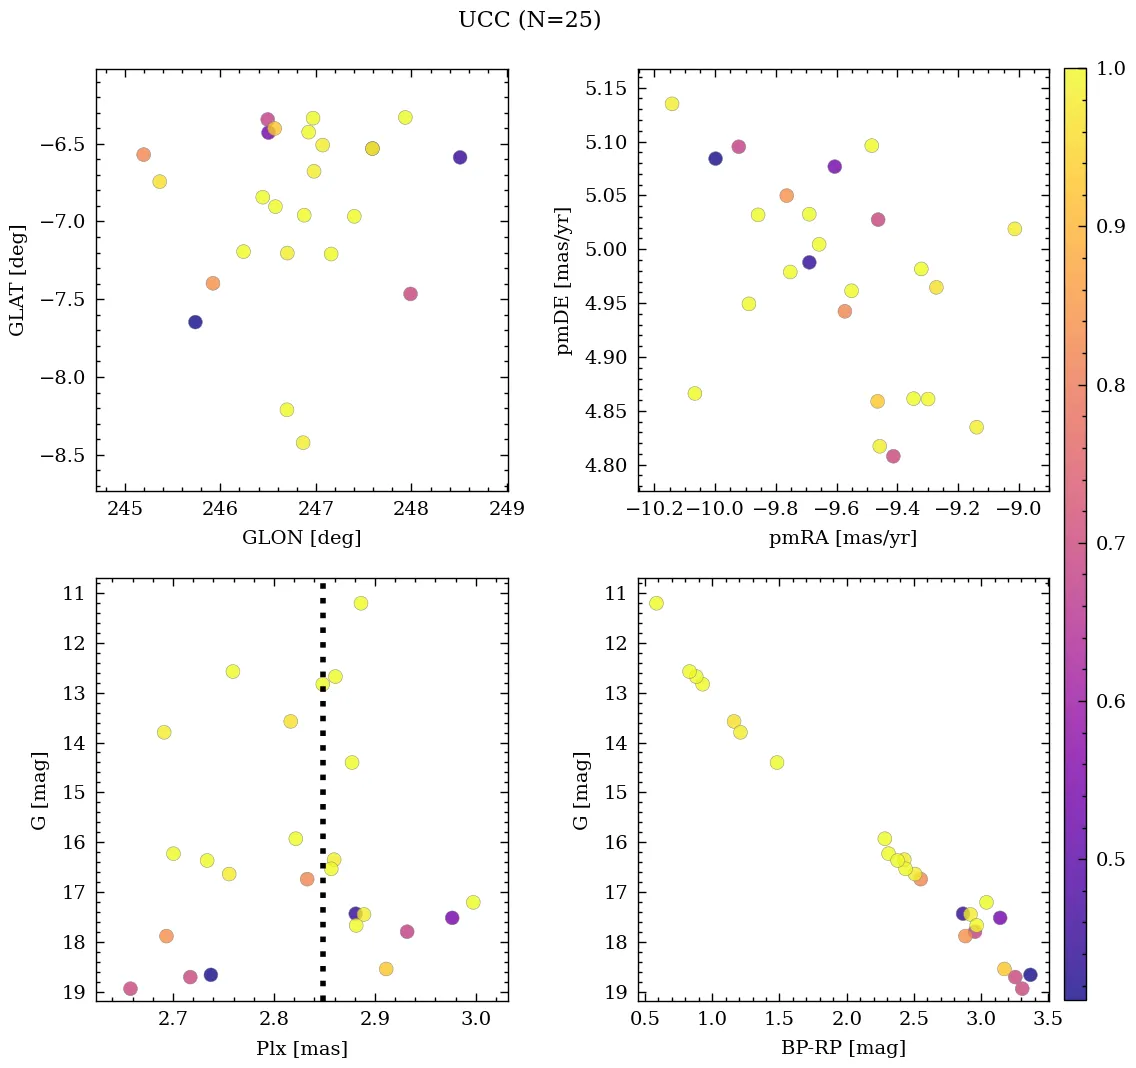 UCC (N=25)
−6.5
−7.0
−7.5
−8.0
−8.5
GLAT [deg]
245 246 247 248 249
GLON [deg]
5.15
5.10
5.05
5.00
4.95
4.90
4.85
4.80
pmDE [mas/yr]
−10.2 −10.0 −9.8 −9.6 −9.4 −9.2 −9.0
pmRA [mas/yr]
1.0
0.9
0.8
0.7
0.6
0.5
11
12
13
14
15
16
17
18
19
G [mag]
2.7 2.8 2.9 3.0
Plx [mas]
11
12
13
14
15
16
17
18
19
G [mag]
0.5 1.0 1.5 2.0 2.5 3.0 3.5
BP-RP [mag]